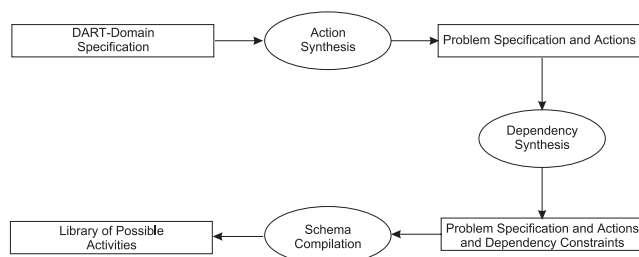 DART-Domain
Specification
Action
Synthesis
Problem Specification and Actions
Dependency
Synthesis
Problem Specification and Actions
and Dependency Constraints
Schema
Compilation
Library of Possible
Activities